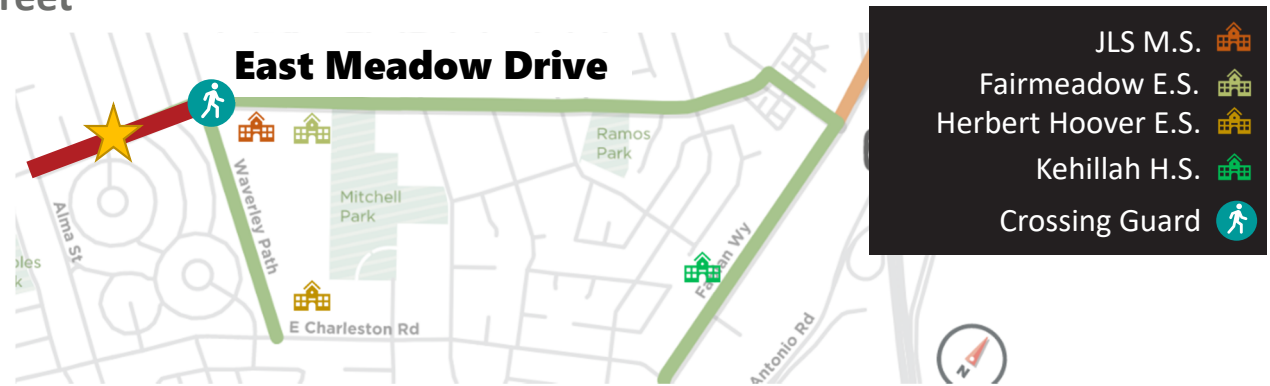 East Meadow Drive
JLS M.S.
Fairmeadow E.S.
Herbert Hoover E.S.
Kehillah H.S.
Crossing Guard
Ramos
Park
Mitchell
Park
Waverley Path
Alma St
E Charleston Rd
Wy
Antonio Rd
N